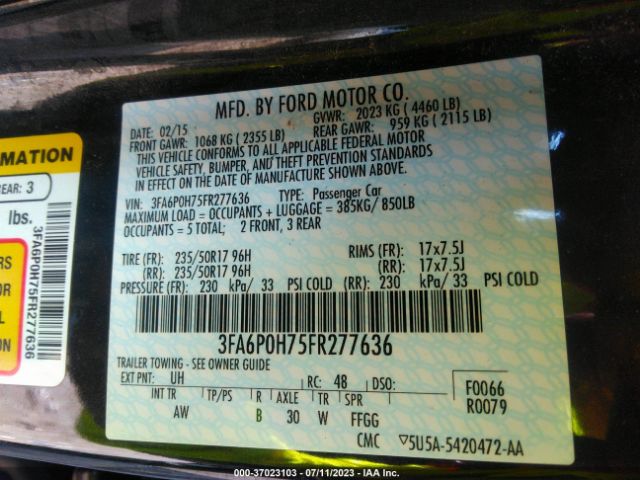 MFD. BY FORD MOTOR CO.
DATE: 02/15 GVWR: 2023 KG ( 4460 LB)
FRONT GAWR: 1068 KG ( 2355 LB) REAR GAWR: 959 KG ( 2115 LB)
THIS VEHICLE CONFORMS TO ALL APPLICABLE FEDERAL MOTOR
VEHICLE SAFETY, BUMPER, AND THEFT PREVENTION STANDARDS
IN EFFECT ON THE DATE OF MANUFACTURE SHOWN ABOVE.
VIN: 3FA6P0H75FR277636 TYPE: Passenger Car
MAXIMUM LOAD = OCCUPANTS + LUGGAGE = 385KG/ 850LB
OCCUPANTS = 5 TOTAL; 2 FRONT, 3 REAR
TIRE (FR): 235/50R17 96H RIMS (FR): 17x7.5J
(RR): 235/50R17 96H (RR): 17x7.5J
PRESSURE (FR): 230 kPa/ 33 PSI COLD (RR): 230 kPa/ 33 PSI COLD
3FA6P0H75FR277636
TRAILER TOWING - SEE OWNER GUIDE
EXT PNT: UH RC: 48 DSO:
INT TR TP/PS R AXLE TR SPR
AW B 30 W FFGG
F0066
R0079
CMC ▽5U5A-5420472-AA
RMATION
EAR: 3
lbs.
3FA6P0H75FR277636
RS
R
000-37023103 - 07/11/2023 - IAA Inc.